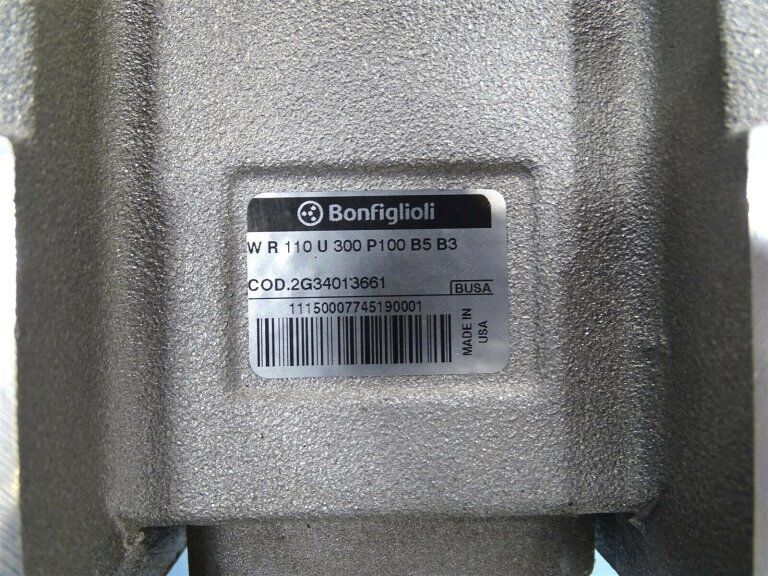 Bonfiglioli
W R 110 U 300 P100 B5 B3
COD.2G34013661
BUSA
11150007745190001
MADE IN
USA